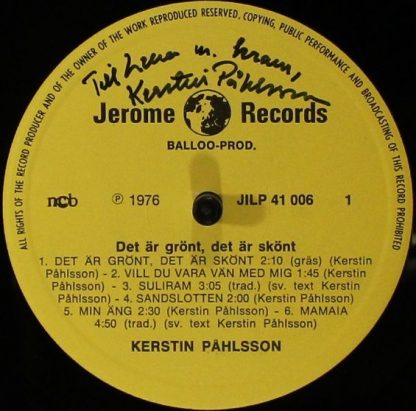 ALL RIGHTS OF THE RECORD PRODUCER AND OF THE OWNER OF THE WORK REPRODUCED RESERVED. COPYING, PUBLIC PERFORMANCE AND BROADCASTING OF THIS RECORD PROHIBITED
Till Lena m. kram,
Kerstin Påhlsson
Jerome Records
BALLOO-PROD.
ncb ℗ 1976 JILP 41 006 1
Det är grönt, det är skönt
1. DET ÄR GRÖNT, DET ÄR SKÖNT 2:10 (gräs) (Kerstin
Påhlsson) - 2. VILL DU VARA VÄN MED MIG 1:45 (Kerstin
Påhlsson) - 3. SULIRAM 3:05 (trad.) (sv. text Kerstin
Påhlsson) - 4. SANDSLOTTEN 2:00 (Kerstin Påhlsson)
5. MIN ÄNG 2:30 (Kerstin Påhlsson) - 6. MAMAIA
4:50 (trad.) (sv. text Kerstin Påhlsson)
KERSTIN PÅHLSSON